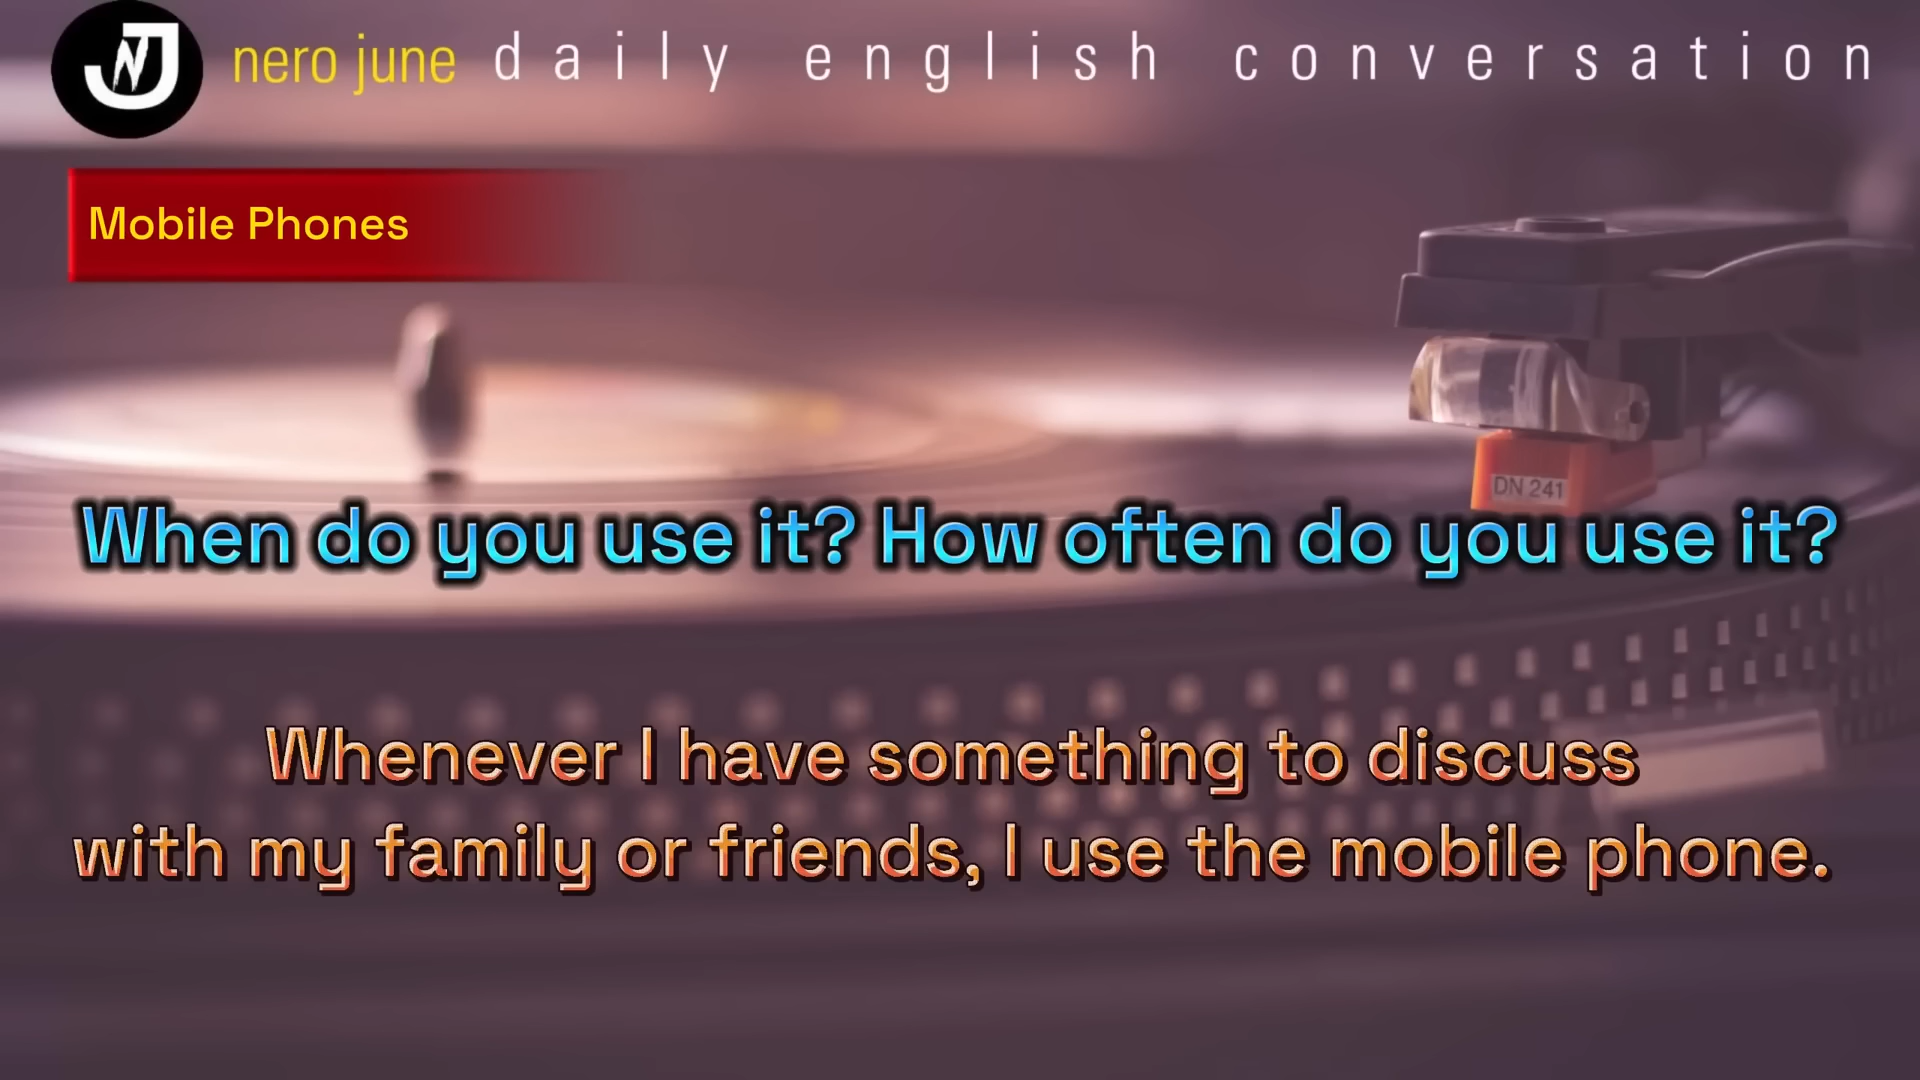 NJ
nero june daily english conversation
Mobile Phones
DN 241
When do you use it? How often do you use it?
Whenever I have something to discuss
with my family or friends, I use the mobile phone.